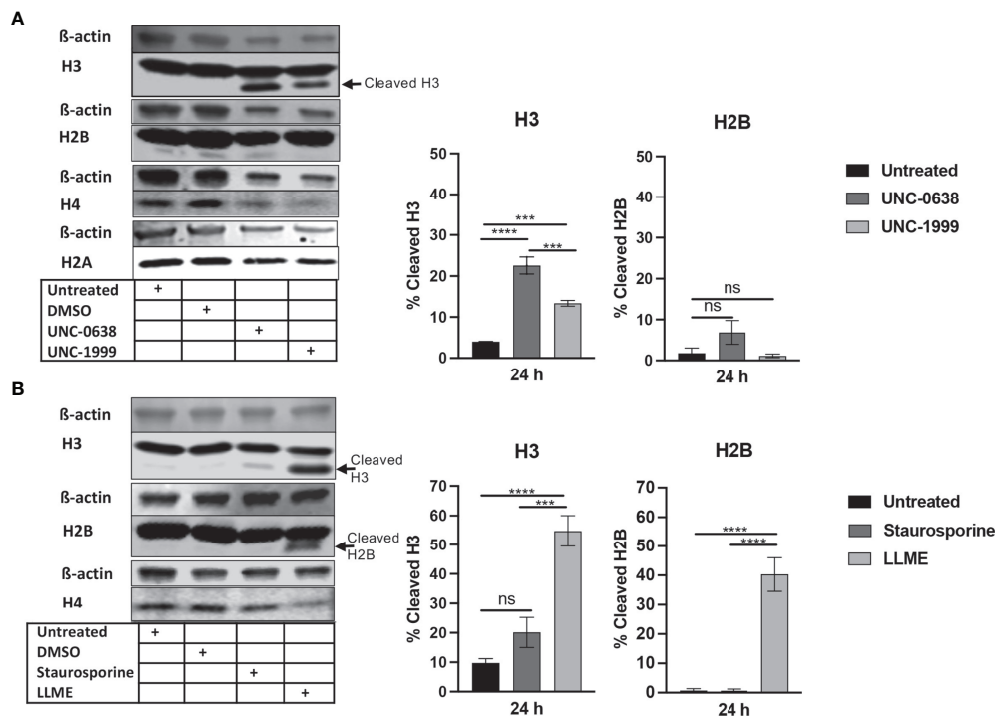 A
ß-actin
H3
Cleaved H3
ß-actin
H2B
ß-actin
H4
ß-actin
H2A
Untreated +
DMSO +
UNC-0638 +
UNC-1999 +
H3
% Cleaved H3
50
40
30
20
10
0
***
****
***
24 h
H2B
% Cleaved H2B
50
40
30
20
10
0
ns
ns
24 h
Untreated
UNC-0638
UNC-1999
B
ß-actin
H3
Cleaved
H3
ß-actin
H2B
Cleaved
H2B
ß-actin
H4
Untreated +
DMSO +
Staurosporine +
LLME +
H3
% Cleaved H3
70
60
50
40
30
20
10
0
****
***
ns
24 h
H2B
% Cleaved H2B
70
60
50
40
30
20
10
0
****
****
24 h
Untreated
Staurosporine
LLME